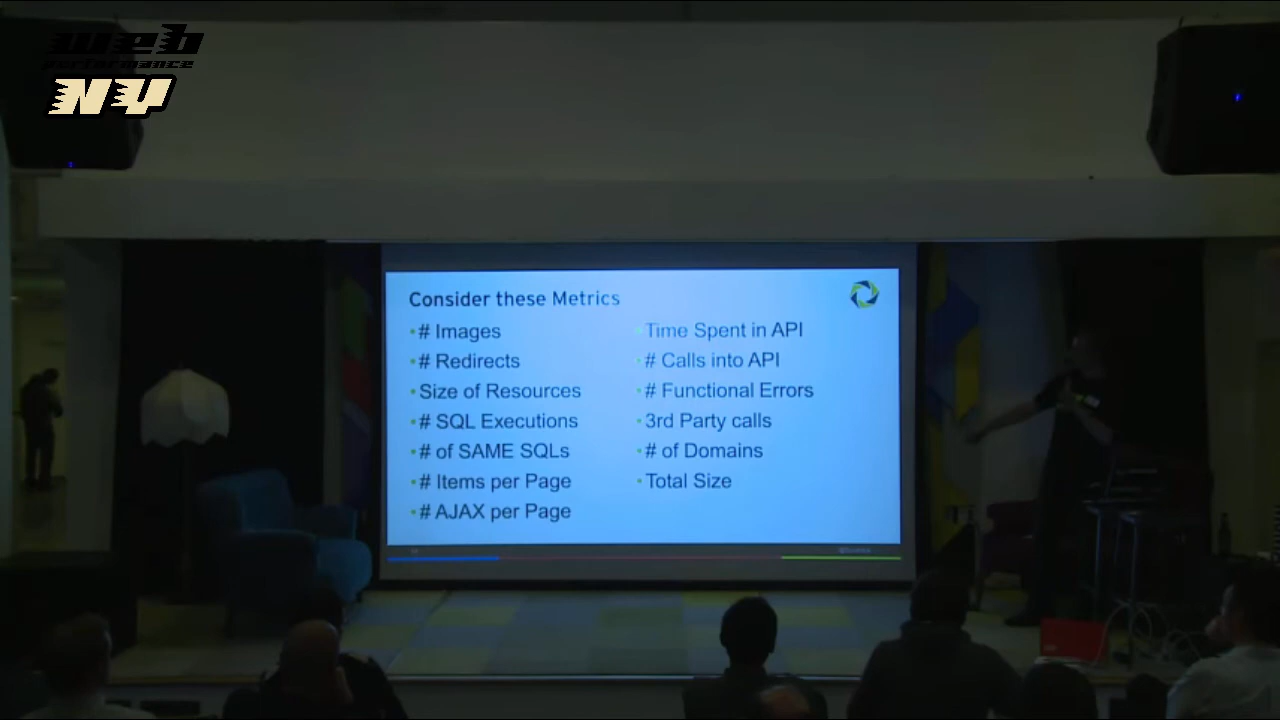 web
performance
NY
Consider these Metrics
# Images
# Redirects
Size of Resources
# SQL Executions
# of SAME SQLs
# Items per Page
# AJAX per Page
Time Spent in API
# Calls into API
# Functional Errors
3rd Party calls
# of Domains
Total Size